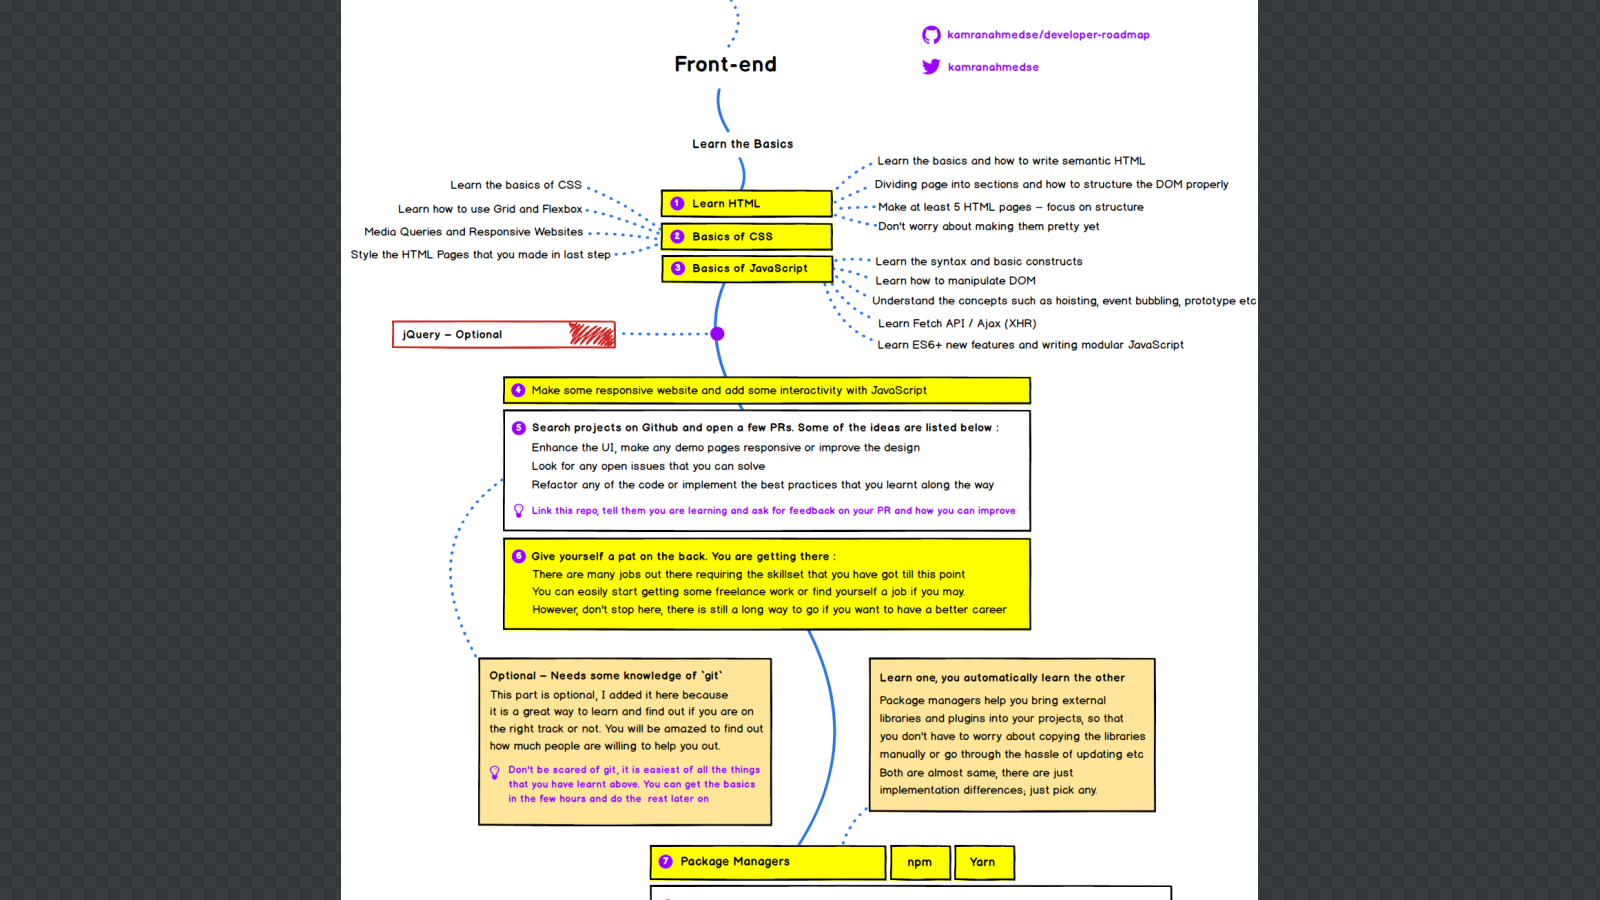 kamranahmedse/developer-roadmap
Front-end
kamranahmedse
Learn the Basics
Learn the basics of CSS
Learn how to use Grid and Flexbox
Media Queries and Responsive Websites
Style the HTML Pages that you made in last step
1 Learn HTML
2 Basics of CSS
3 Basics of JavaScript
Learn the basics and how to write semantic HTML
Dividing page into sections and how to structure the DOM properly
Make at least 5 HTML pages – focus on structure
Don't worry about making them pretty yet
Learn the syntax and basic constructs
Learn how to manipulate DOM
Understand the concepts such as hoisting, event bubbling, prototype etc
Learn Fetch API / Ajax (XHR)
Learn ES6+ new features and writing modular JavaScript
jQuery – Optional
4 Make some responsive website and add some interactivity with JavaScript
5 Search projects on Github and open a few PRs. Some of the ideas are listed below :
Enhance the UI, make any demo pages responsive or improve the design
Look for any open issues that you can solve
Refactor any of the code or implement the best practices that you learnt along the way
Link this repo, tell them you are learning and ask for feedback on your PR and how you can improve
6 Give yourself a pat on the back. You are getting there :
There are many jobs out there requiring the skillset that you have got till this point
You can easily start getting some freelance work or find yourself a job if you may.
However, don't stop here, there is still a long way to go if you want to have a better career
Optional – Needs some knowledge of `git`
This part is optional, I added it here because
it is a great way to learn and find out if you are on
the right track or not. You will be amazed to find out
how much people are willing to help you out.
Don't be scared of git, it is easiest of all the things
that you have learnt above. You can get the basics
in the few hours and do the rest later on
Learn one, you automatically learn the other
Package managers help you bring external
libraries and plugins into your projects, so that
you don't have to worry about copying the libraries
manually or go through the hassle of updating etc
Both are almost same, there are just
implementation differences; just pick any.
7 Package Managers
npm
Yarn